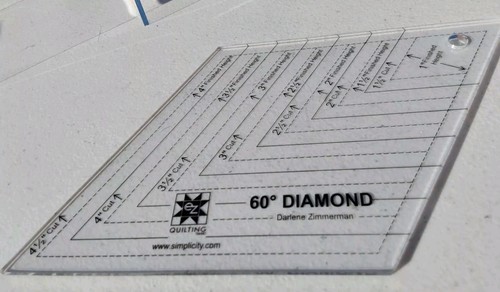 4" Finished Height
3½" Finished Height
3" Finished Height
2½" Finished Height
2" Finished Height
1½" Finished Height
1" Finished Height
4½" Cut
4" Cut
3½" Cut
3" Cut
2½" Cut
2" Cut
1½" Cut
EZ
QUILTING
60° DIAMOND
Darlene Zimmerman
www.simplicity.com